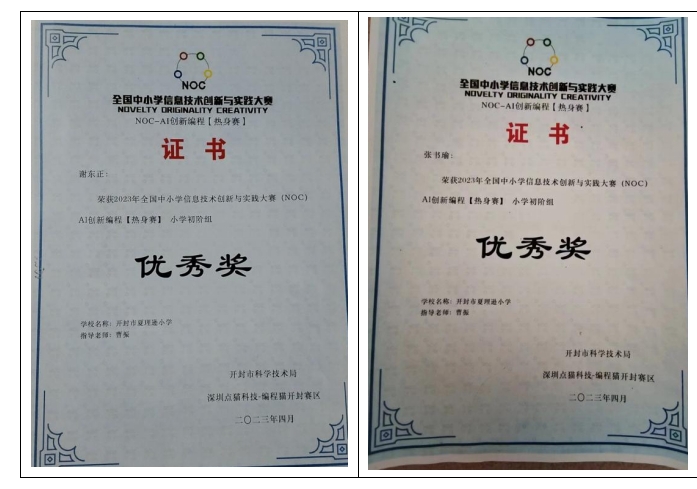 NOC
全国中小学信息技术创新与实践大赛
NOVELTY ORIGINALITY CREATIVITY
NOC-AI创新编程【热身赛】
证 书
谢东正:
荣获2023年全国中小学信息技术创新与实践大赛（NOC）
AI创新编程【热身赛】 小学初阶组
优秀奖
学校名称: 开封市夏理逊小学
指导老师: 曹振
开封市科学技术局
深圳点猫科技-编程猫开封赛区
二〇二三年四月
NOC
全国中小学信息技术创新与实践大赛
NOVELTY ORIGINALITY CREATIVITY
NOC-AI创新编程【热身赛】
证 书
张书瑜:
荣获2023年全国中小学信息技术创新与实践大赛（NOC）
AI创新编程【热身赛】 小学初阶组
优秀奖
学校名称: 开封市夏理逊小学
指导老师: 曹振
开封市科学技术局
深圳点猫科技-编程猫开封赛区
二〇二三年四月